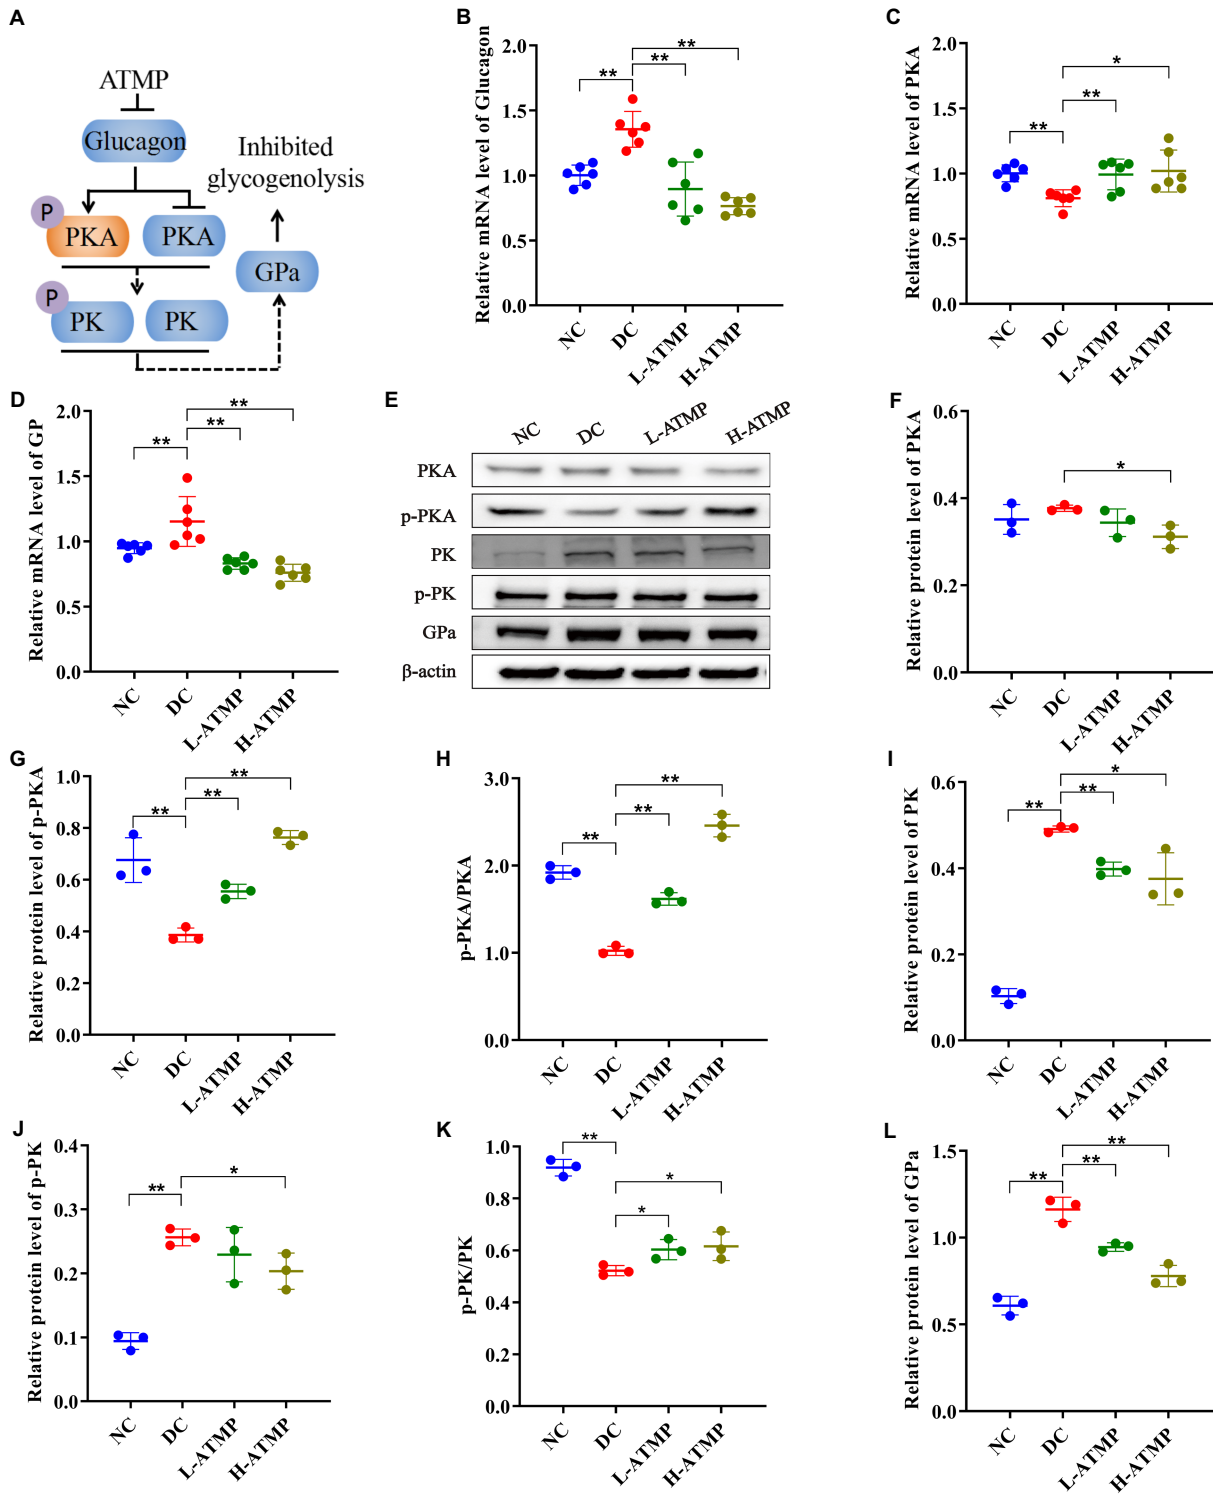 A
ATMP
Glucagon
Inhibited
glycogenolysis
P
PKA
PKA
GPa
P
PK
PK
B
Relative mRNA level of Glucagon
2.0
1.5
1.0
0.5
0.0
**
**
**
NC
DC
L-ATMP
H-ATMP
C
Relative mRNA level of PKA
2.0
1.5
1.0
0.5
0.0
*
**
**
NC
DC
L-ATMP
H-ATMP
D
Relative mRNA level of GP
2.0
1.5
1.0
0.5
0.0
**
**
**
NC
DC
L-ATMP
H-ATMP
E
NC
DC
L-ATMP
H-ATMP
PKA
p-PKA
PK
p-PK
GPa
β-actin
F
Relative protein level of PKA
0.6
0.4
0.2
0.0
*
NC
DC
L-ATMP
H-ATMP
G
Relative protein level of p-PKA
1.0
0.8
0.6
0.4
0.2
0.0
**
**
**
NC
DC
L-ATMP
H-ATMP
H
p-PKA/PKA
3.0
2.0
1.0
0.0
**
**
**
NC
DC
L-ATMP
H-ATMP
I
Relative protein level of PK
0.6
0.4
0.2
0.0
*
**
**
NC
DC
L-ATMP
H-ATMP
J
Relative protein level of p-PK
0.4
0.3
0.2
0.1
0.0
*
**
NC
DC
L-ATMP
H-ATMP
K
p-PK/PK
1.0
0.8
0.6
0.4
0.2
0.0
**
*
*
NC
DC
L-ATMP
H-ATMP
L
Relative protein level of GPa
1.5
1.0
0.5
0.0
**
**
**
NC
DC
L-ATMP
H-ATMP